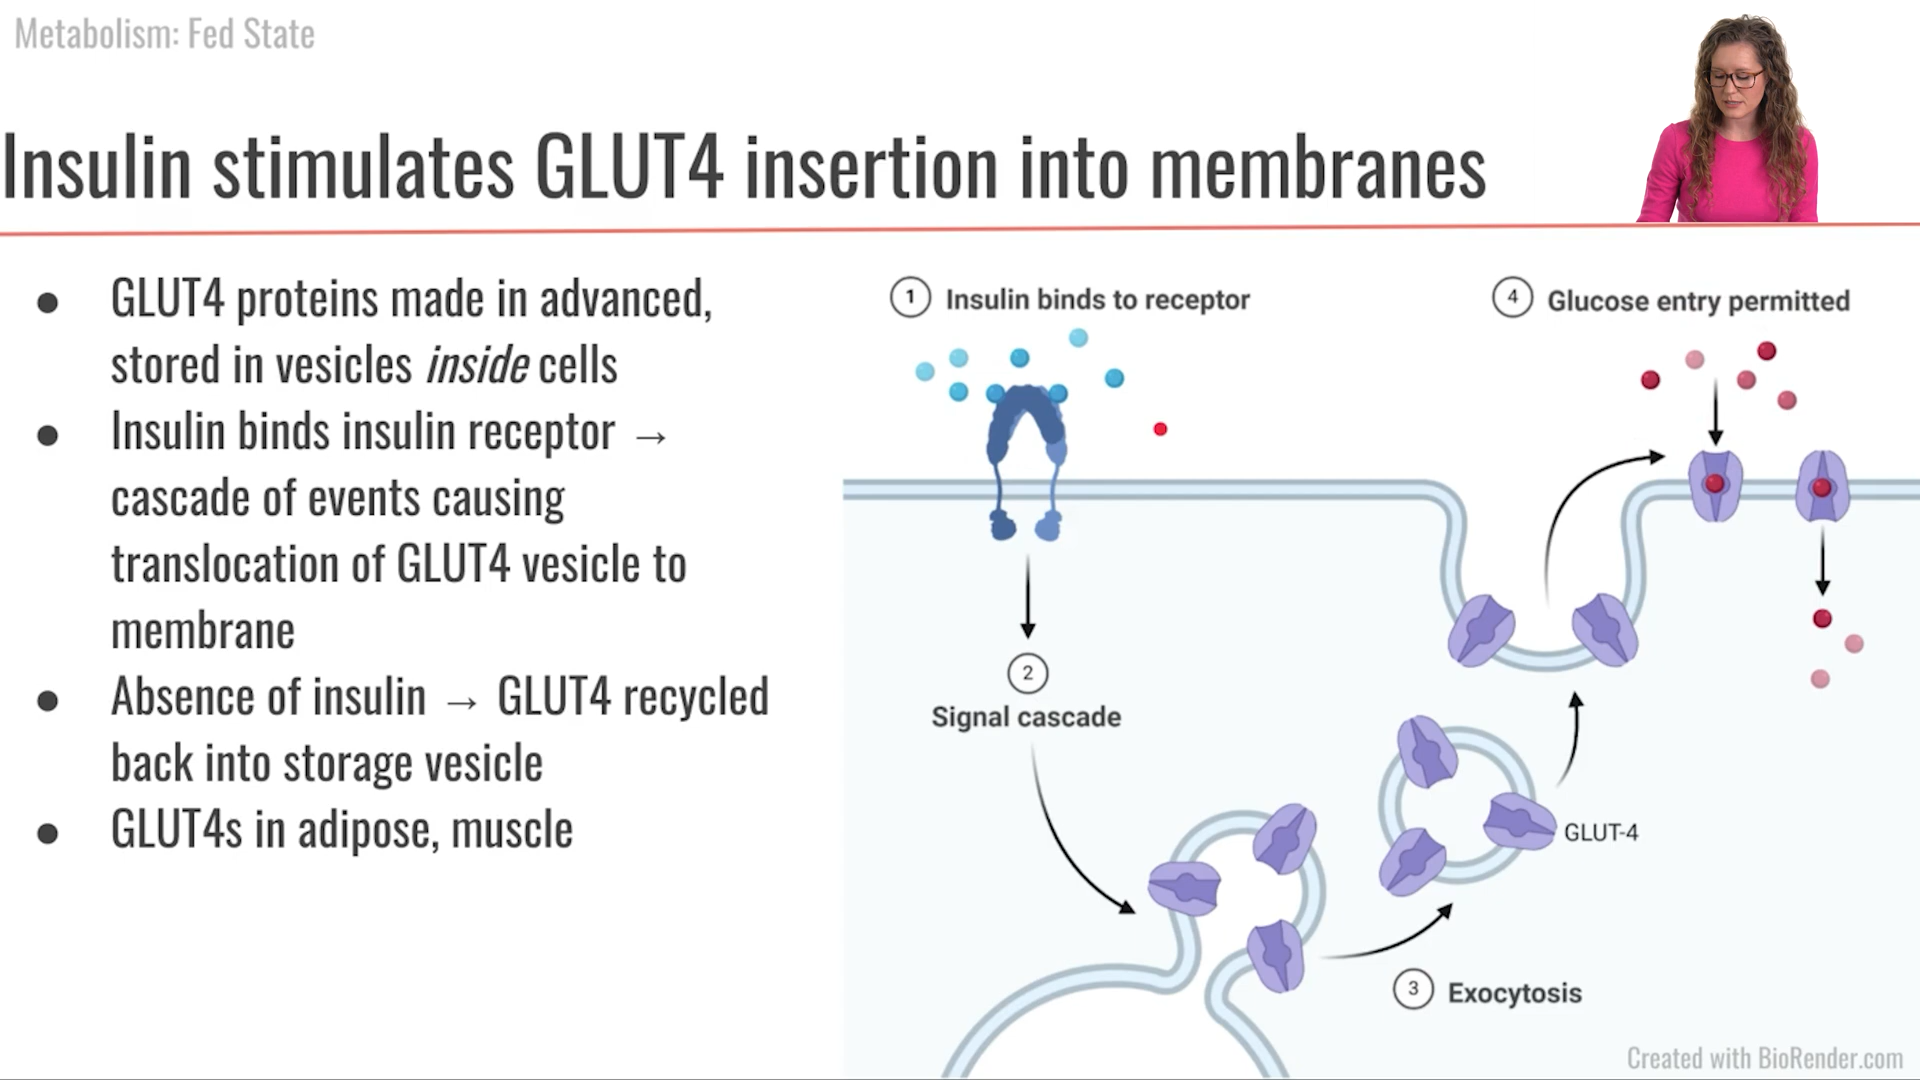 Metabolism: Fed State
Insulin stimulates GLUT4 insertion into membranes
● GLUT4 proteins made in advanced,
stored in vesicles inside cells
● Insulin binds insulin receptor →
cascade of events causing
translocation of GLUT4 vesicle to
membrane
● Absence of insulin → GLUT4 recycled
back into storage vesicle
● GLUT4s in adipose, muscle
1 Insulin binds to receptor
2
Signal cascade
3 Exocytosis
GLUT-4
4 Glucose entry permitted
Created with BioRender.com